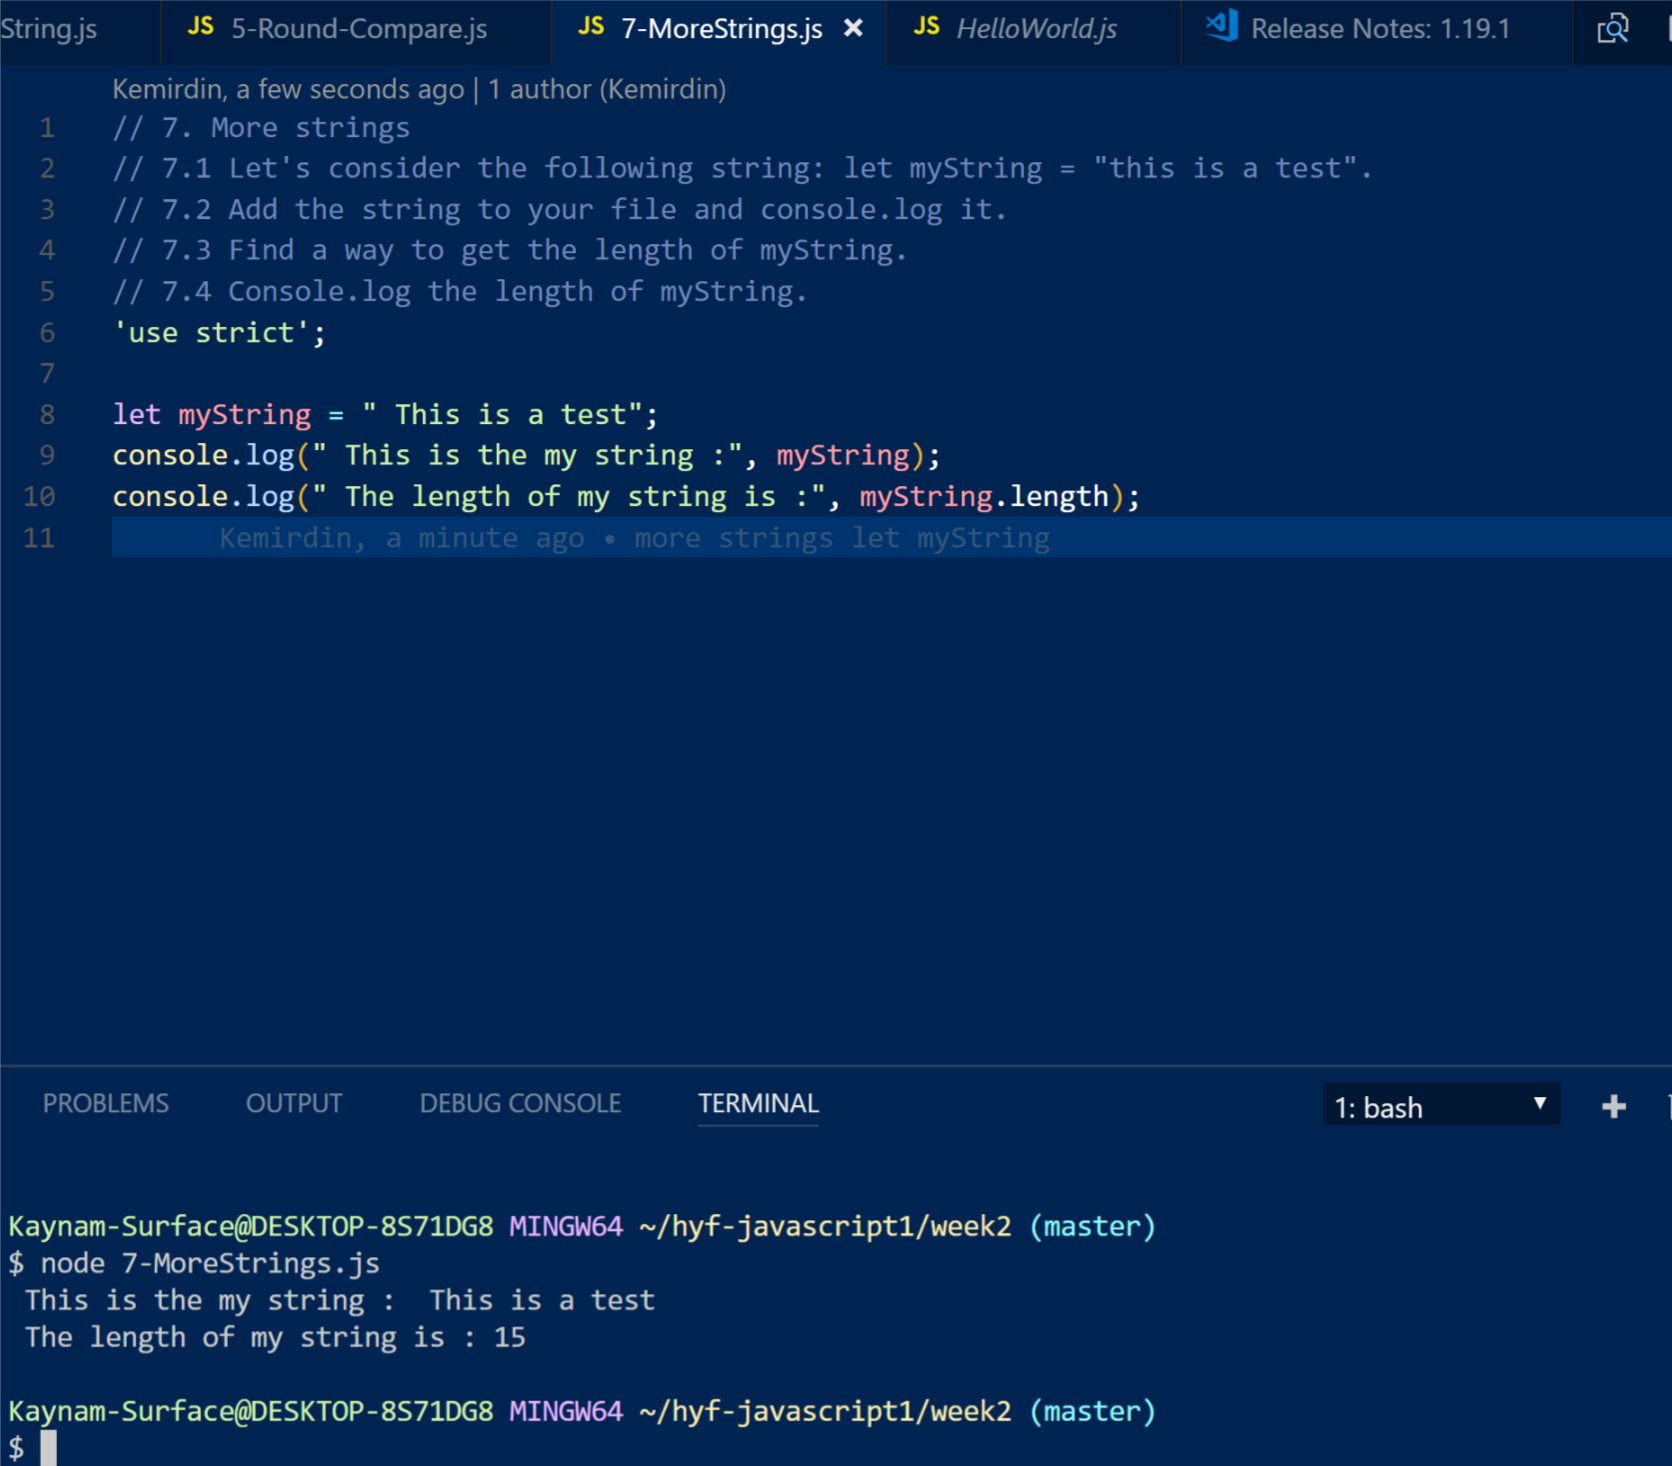 String.js
JS 5-Round-Compare.js
JS 7-MoreStrings.js
JS HelloWorld.js
Release Notes: 1.19.1
Kemirdin, a few seconds ago | 1 author (Kemirdin)
1 // 7. More strings
2 // 7.1 Let's consider the following string: let myString = "this is a test".
3 // 7.2 Add the string to your file and console.log it.
4 // 7.3 Find a way to get the length of myString.
5 // 7.4 Console.log the length of myString.
6 'use strict';
7
8 let myString = " This is a test";
9 console.log(" This is the my string :", myString);
10 console.log(" The length of my string is :", myString.length);
11 Kemirdin, a minute ago • more strings let myString
PROBLEMS OUTPUT DEBUG CONSOLE TERMINAL 1: bash
Kaynam-Surface@DESKTOP-8S71DG8 MINGW64 ~/hyf-javascript1/week2 (master)
$ node 7-MoreStrings.js
 This is the my string :  This is a test
 The length of my string is : 15
Kaynam-Surface@DESKTOP-8S71DG8 MINGW64 ~/hyf-javascript1/week2 (master)
$